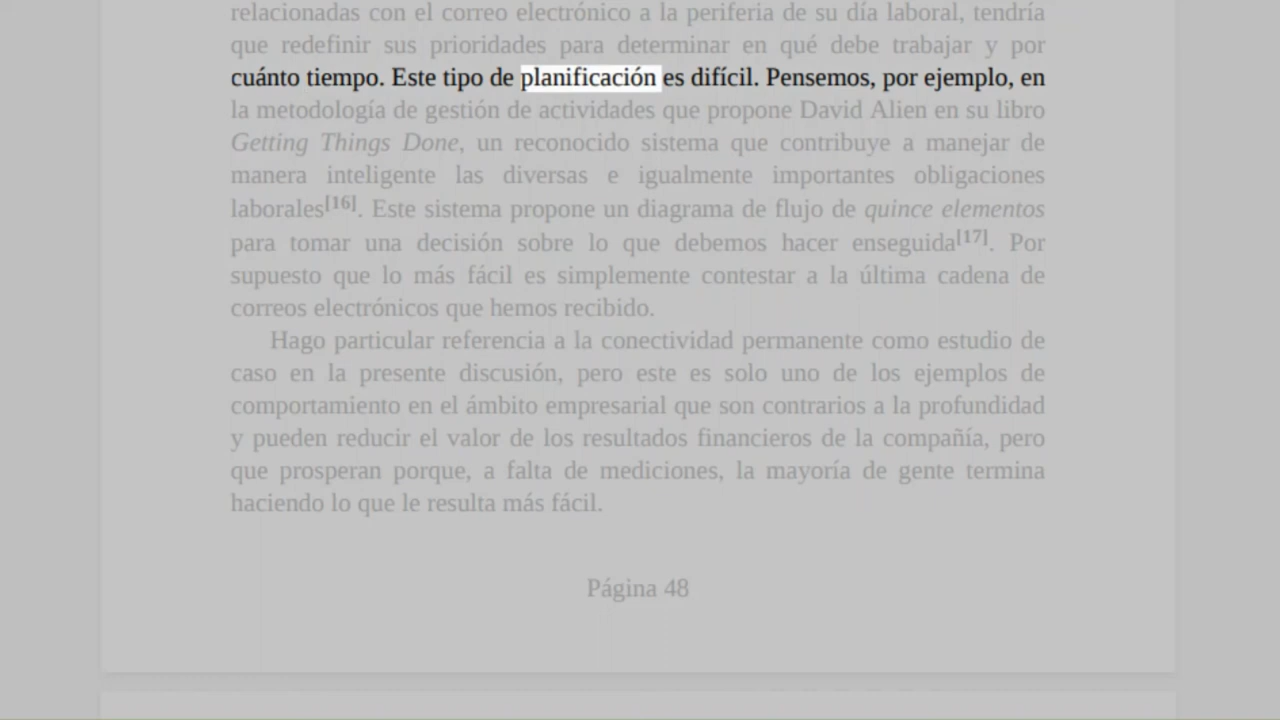 relacionadas con el correo electrónico a la periferia de su día laboral, tendría
que redefinir sus prioridades para determinar en qué debe trabajar y por
cuánto tiempo. Este tipo de planificación es difícil. Pensemos, por ejemplo, en
la metodología de gestión de actividades que propone David Alien en su libro
Getting Things Done, un reconocido sistema que contribuye a manejar de
manera inteligente las diversas e igualmente importantes obligaciones
laborales[16]. Este sistema propone un diagrama de flujo de quince elementos
para tomar una decisión sobre lo que debemos hacer enseguida[17]. Por
supuesto que lo más fácil es simplemente contestar a la última cadena de
correos electrónicos que hemos recibido.
Hago particular referencia a la conectividad permanente como estudio de
caso en la presente discusión, pero este es solo uno de los ejemplos de
comportamiento en el ámbito empresarial que son contrarios a la profundidad
y pueden reducir el valor de los resultados financieros de la compañía, pero
que prosperan porque, a falta de mediciones, la mayoría de gente termina
haciendo lo que le resulta más fácil.
Página 48